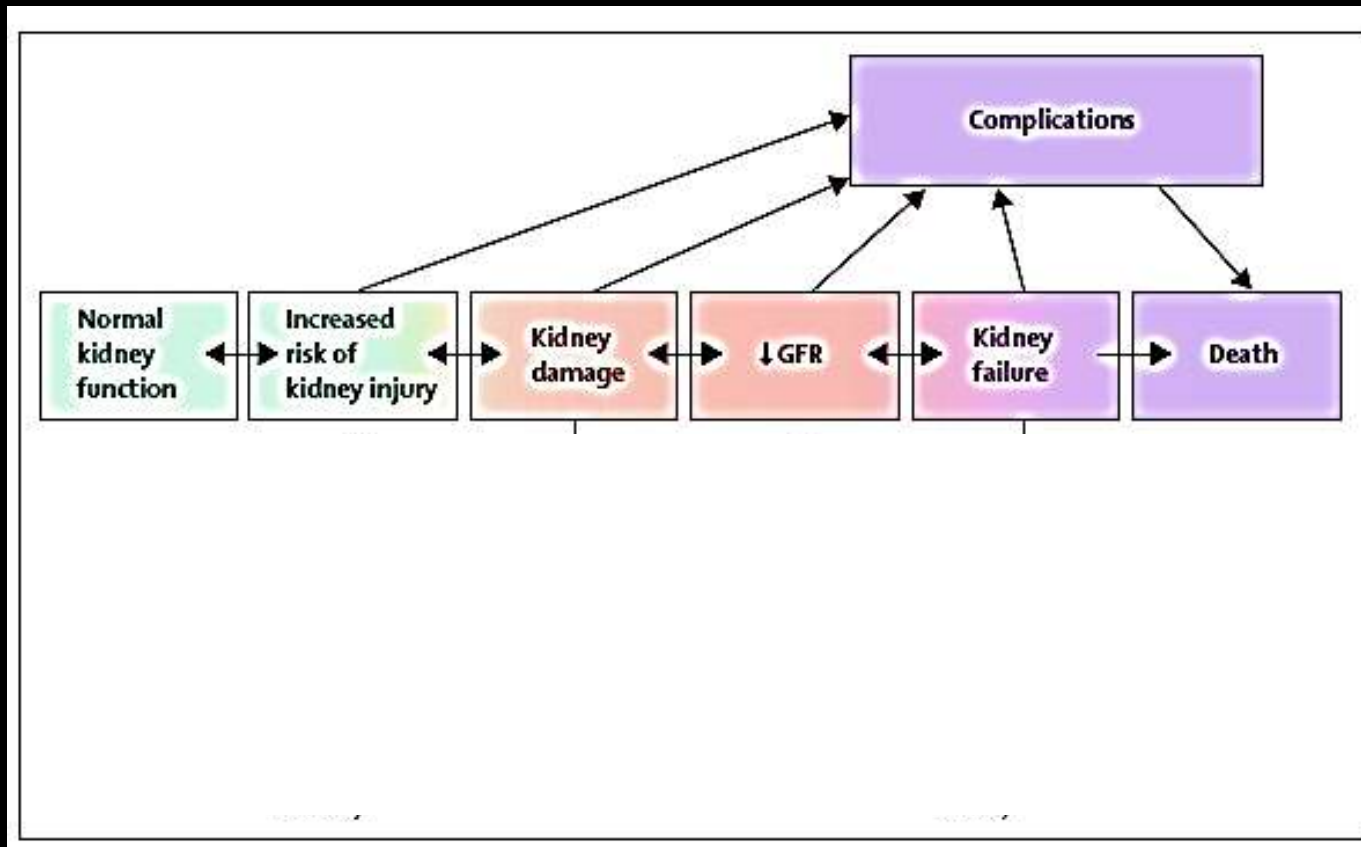 Complications
Normal
kidney
function
Increased
risk of
kidney injury
Kidney
damage
↓GFR
Kidney
failure
Death